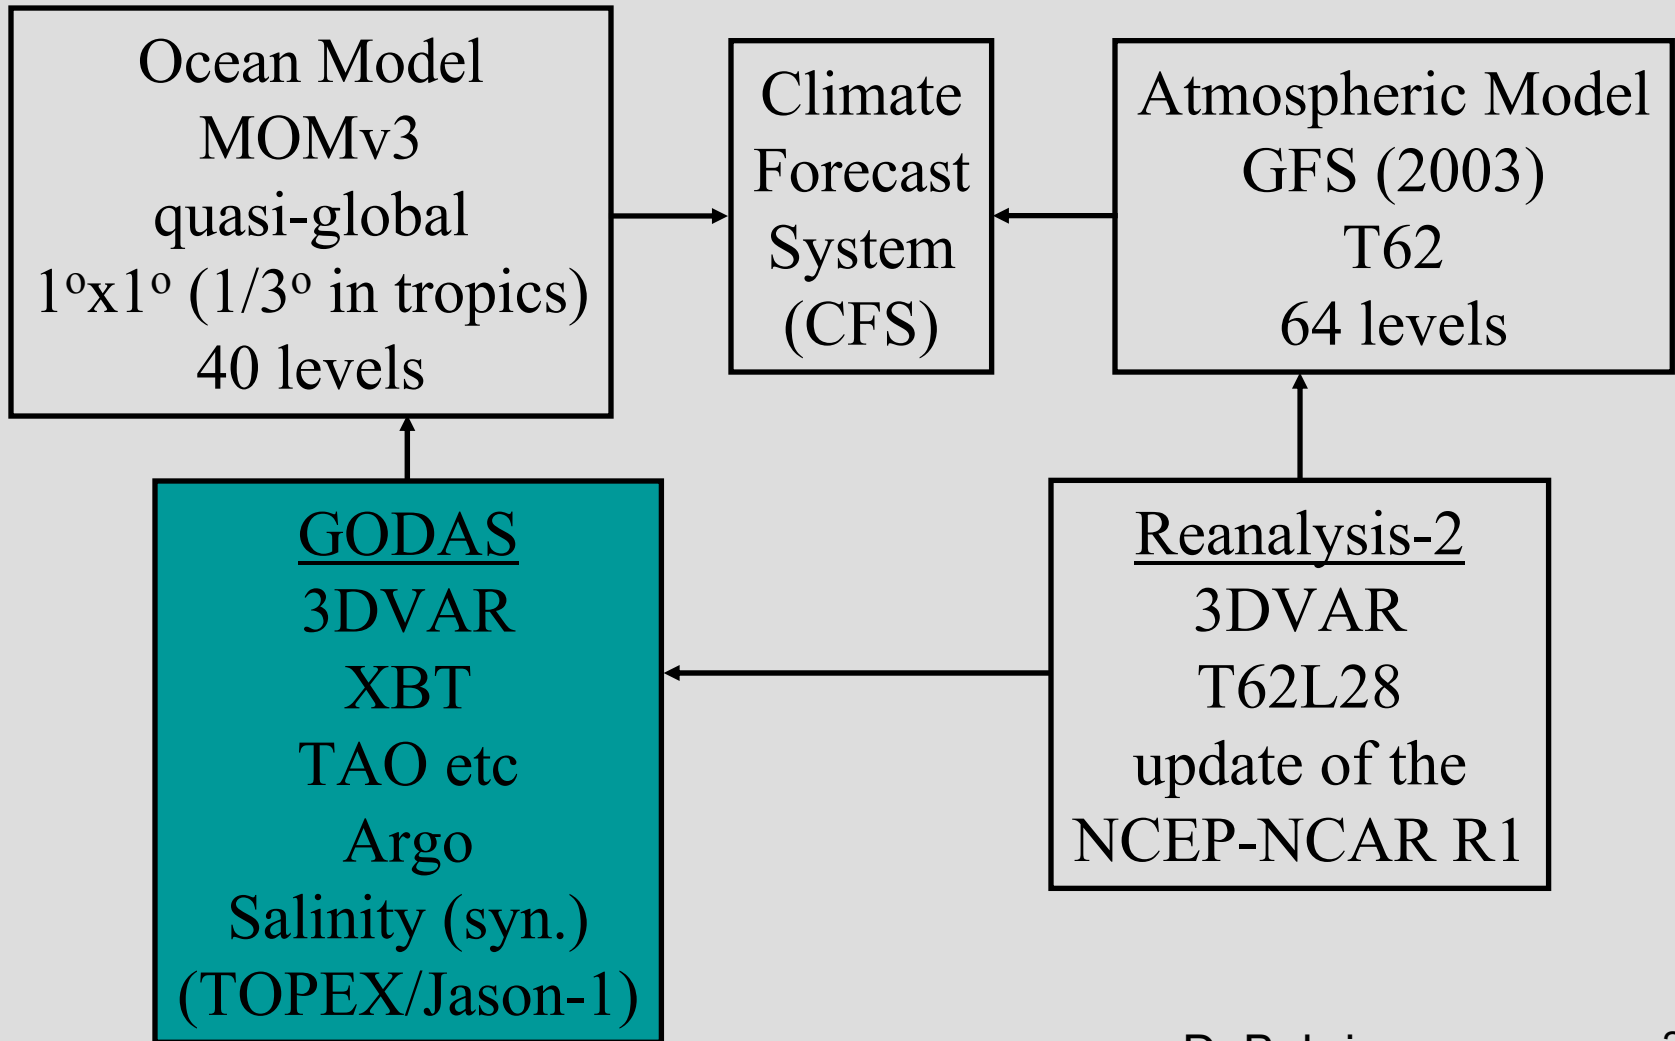 Ocean Model
MOMv3
quasi-global
1ºx1º (1/3º in tropics)
40 levels
Climate
Forecast
System
(CFS)
Atmospheric Model
GFS (2003)
T62
64 levels
GODAS
3DVAR
XBT
TAO etc
Argo
Salinity (syn.)
(TOPEX/Jason-1)
Reanalysis-2
3DVAR
T62L28
update of the
NCEP-NCAR R1